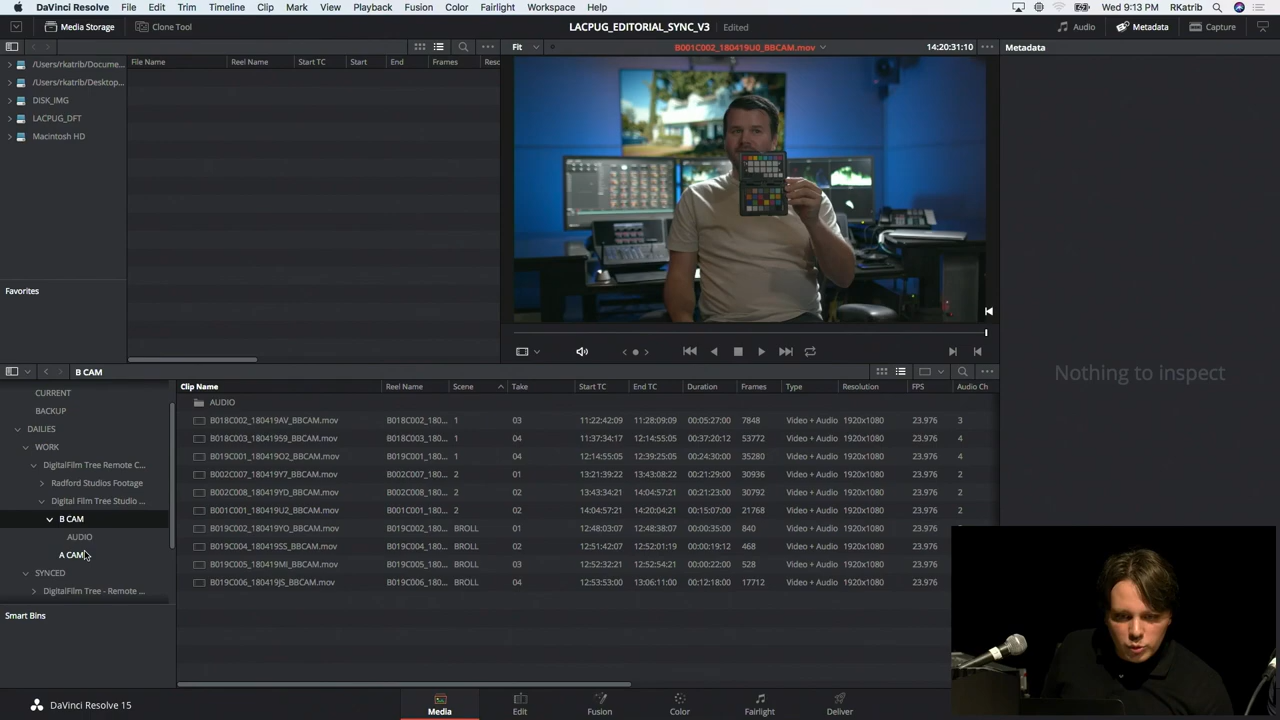 DaVinci Resolve File Edit Trim Timeline Clip Mark View Playback Fusion Color Fairlight Workspace Help Wed 9:13 PM RKatrib
Media Storage Clone Tool LACPUG_EDITORIAL_SYNC_V3 Edited Audio Metadata Capture
Fit B001C002_180419U0_BBCAM.mov 14:20:31:10 Metadata
File Name Reel Name Start TC Start End Frames Resc
/Users/rkatrib/Docume...
/Users/rkatrib/Desktop...
DISK_IMG
LACPUG_DFT
Macintosh HD
Favorites
Nothing to inspect
B CAM
Clip Name Reel Name Scene Take Start TC End TC Duration Frames Type Resolution FPS Audio Ch
CURRENT
BACKUP
DAILIES
WORK
DigitalFilm Tree Remote C...
Radford Studios Footage
Digital Film Tree Studio ...
B CAM
AUDIO
A CAM
SYNCED
DigitalFilm Tree - Remote ...
Smart Bins
AUDIO
B018C002_180419AV_BBCAM.mov B018C002_180... 1 03 11:22:42:09 11:28:09:09 00:05:27:00 7848 Video + Audio 1920x1080 23.976 3
B018C003_18041959_BBCAM.mov B018C003_180... 1 04 11:37:34:17 12:14:55:05 00:37:20:12 53772 Video + Audio 1920x1080 23.976 4
B019C001_180419O2_BBCAM.mov B019C001_180... 1 04 12:14:55:05 12:39:25:05 00:24:30:00 35280 Video + Audio 1920x1080 23.976 4
B002C007_180419Y7_BBCAM.mov B002C007_180... 2 01 13:21:39:22 13:43:08:22 00:21:29:00 30936 Video + Audio 1920x1080 23.976 2
B002C008_180419YD_BBCAM.mov B002C008_180... 2 02 13:43:34:21 14:04:57:21 00:21:23:00 30792 Video + Audio 1920x1080 23.976 2
B001C001_180419U2_BBCAM.mov B001C001_180... 2 02 14:04:57:21 14:20:04:21 00:15:07:00 21768 Video + Audio 1920x1080 23.976 2
B019C002_180419YO_BBCAM.mov B019C002_180... BROLL 01 12:48:03:07 12:48:38:07 00:00:35:00 840 Video + Audio 1920x1080 23.976
B019C004_180419SS_BBCAM.mov B019C004_180... BROLL 02 12:51:42:07 12:52:01:19 00:00:19:12 468 Video + Audio 1920x1080 23.976
B019C005_180419MI_BBCAM.mov B019C005_180... BROLL 03 12:52:32:21 12:52:54:21 00:00:22:00 528 Video + Audio 1920x1080 23.976
B019C006_180419JS_BBCAM.mov B019C006_180... BROLL 04 12:53:53:00 13:06:11:00 00:12:18:00 17712 Video + Audio 1920x1080 23.976
DaVinci Resolve 15 Media Edit Fusion Color Fairlight Deliver